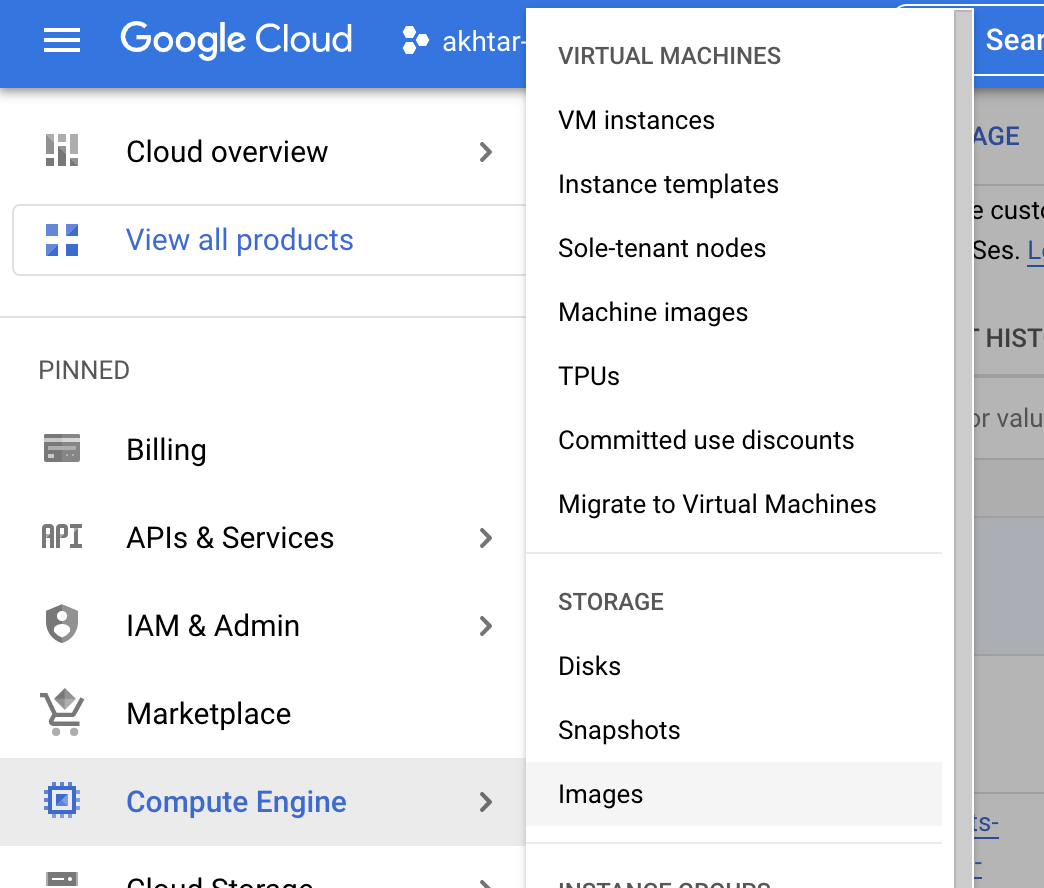 Google Cloud
akhtar-
Sear
Cloud overview
View all products
PINNED
Billing
API
APIs & Services
IAM & Admin
Marketplace
Compute Engine
Cloud Storage
VIRTUAL MACHINES
VM instances
Instance templates
Sole-tenant nodes
Machine images
TPUs
Committed use discounts
Migrate to Virtual Machines
STORAGE
Disks
Snapshots
Images
INSTANCE GROUPS
AGE
e custo
Ses. Le
T HISTO
or valu
ts-
-